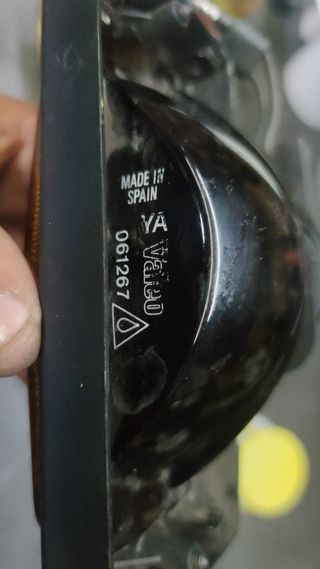 MADE IN
SPAIN
YA Valeo
061267